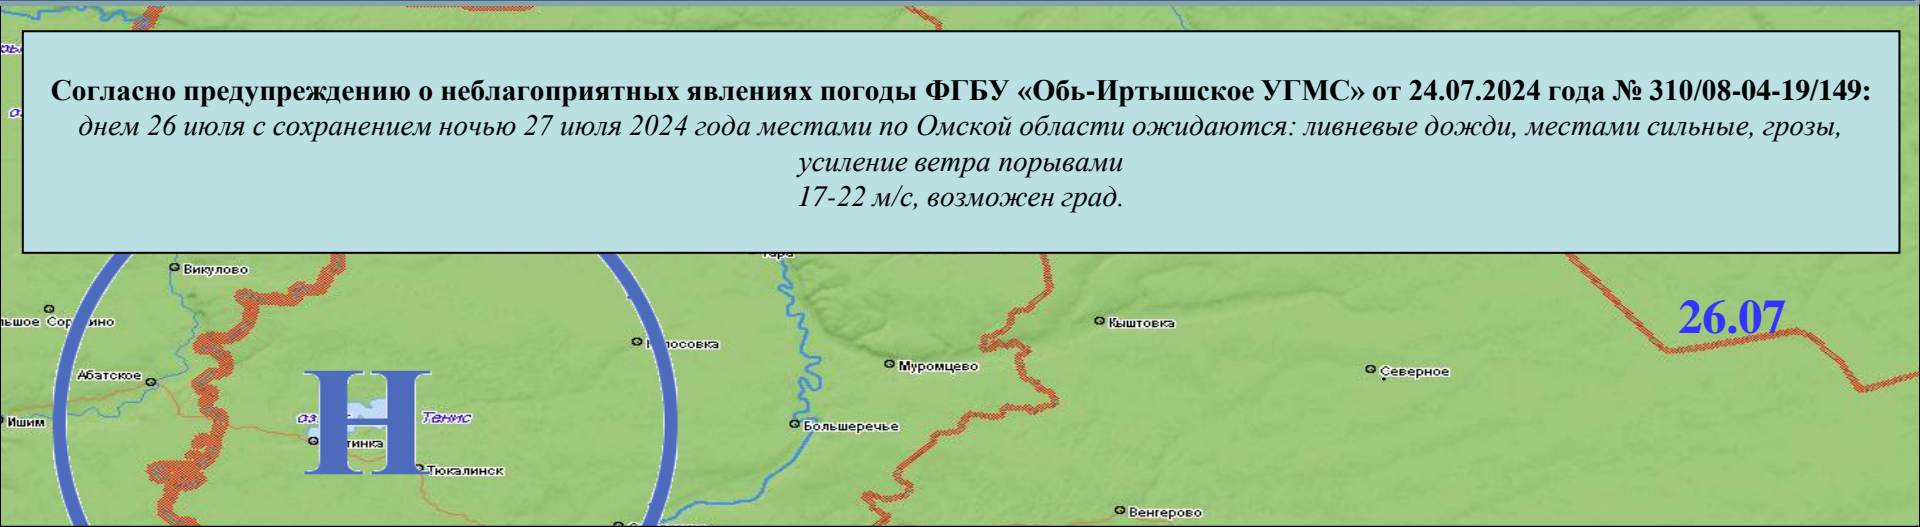 Согласно предупреждению о неблагоприятных явлениях погоды ФГБУ «Обь-Иртышское УГМС» от 24.07.2024 года № 310/08-04-19/149:
днем 26 июля с сохранением ночью 27 июля 2024 года местами по Омской области ожидаются: ливневые дожди, местами сильные, грозы,
усиление ветра порывами
17-22 м/с, возможен град.
Викулово
26.07
Кыштовка
Муромцево
Северное
Абатское
Н
оз.
Тенис
Ишим
Большеречье
Тюкалинск
Венгерово